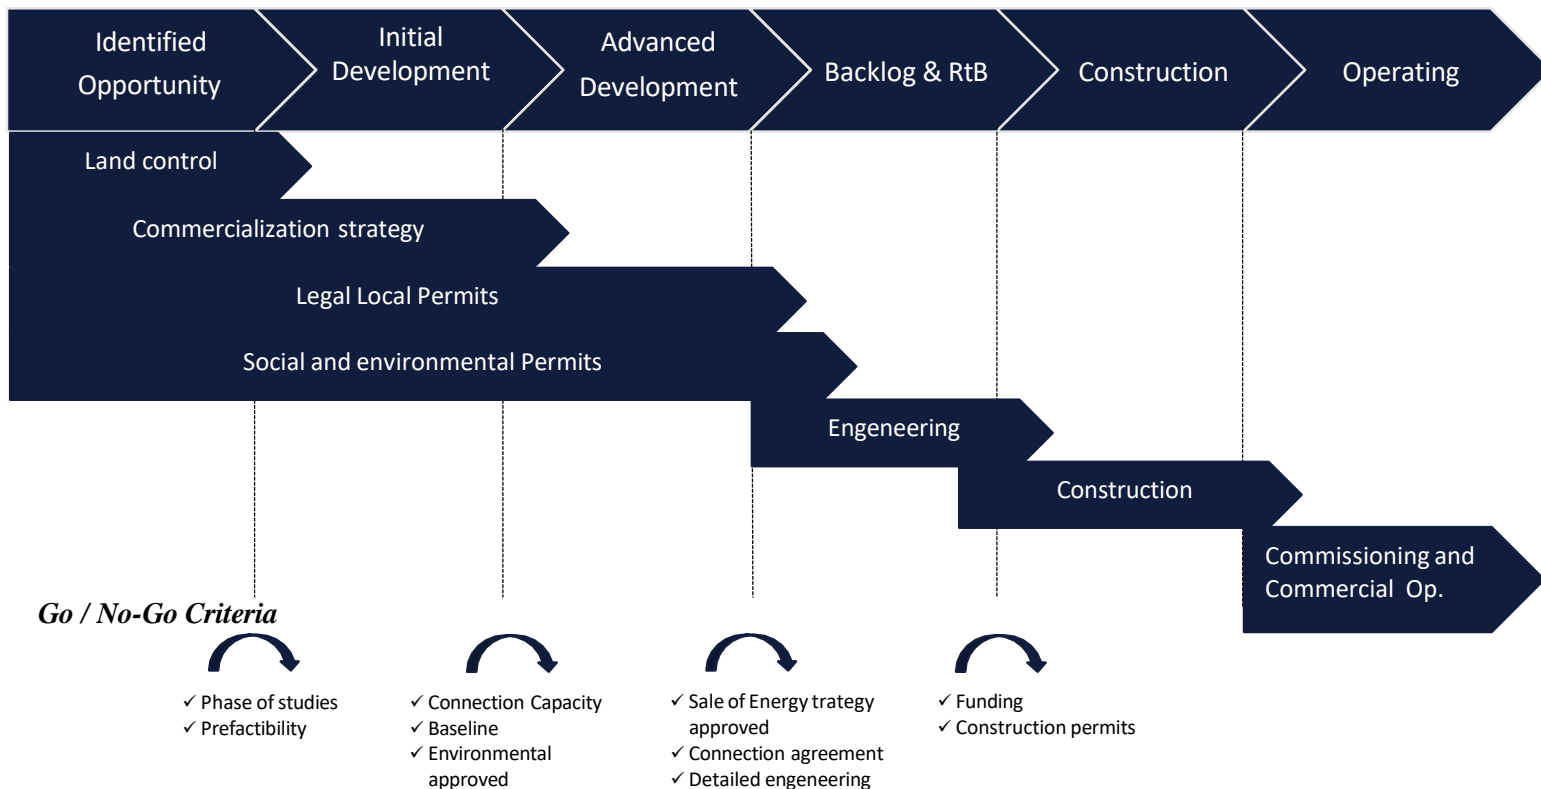 Identified
Opportunity
Initial
Development
Advanced
Development
Backlog & RtB
Construction
Operating
Land control
Commercialization strategy
Legal Local Permits
Social and environmental Permits
Engeneering
Construction
Commissioning and
Commercial Op.
Go / No-Go Criteria
✓ Phase of studies
✓ Prefactibility
✓ Connection Capacity
✓ Baseline
✓ Environmental
approved
✓ Sale of Energy trategy
approved
✓ Connection agreement
✓ Detailed engeneering
✓ Funding
✓ Construction permits